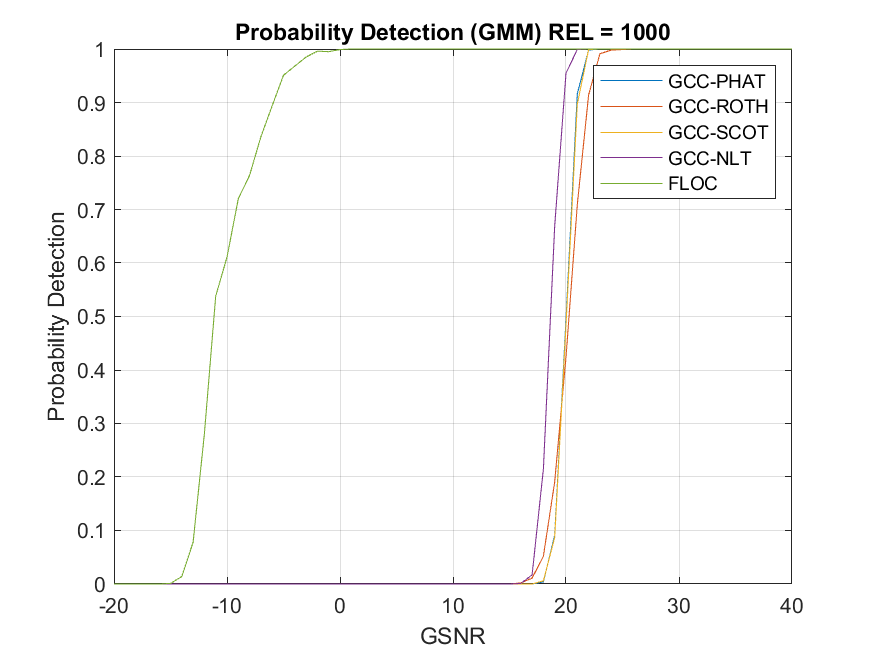 Probability Detection (GMM) REL = 1000
1
0.9
0.8
0.7
0.6
0.5
0.4
0.3
0.2
0.1
0
Probability Detection
GCC-PHAT
GCC-ROTH
GCC-SCOT
GCC-NLT
FLOC
-20 -10 0 10 20 30 40
GSNR